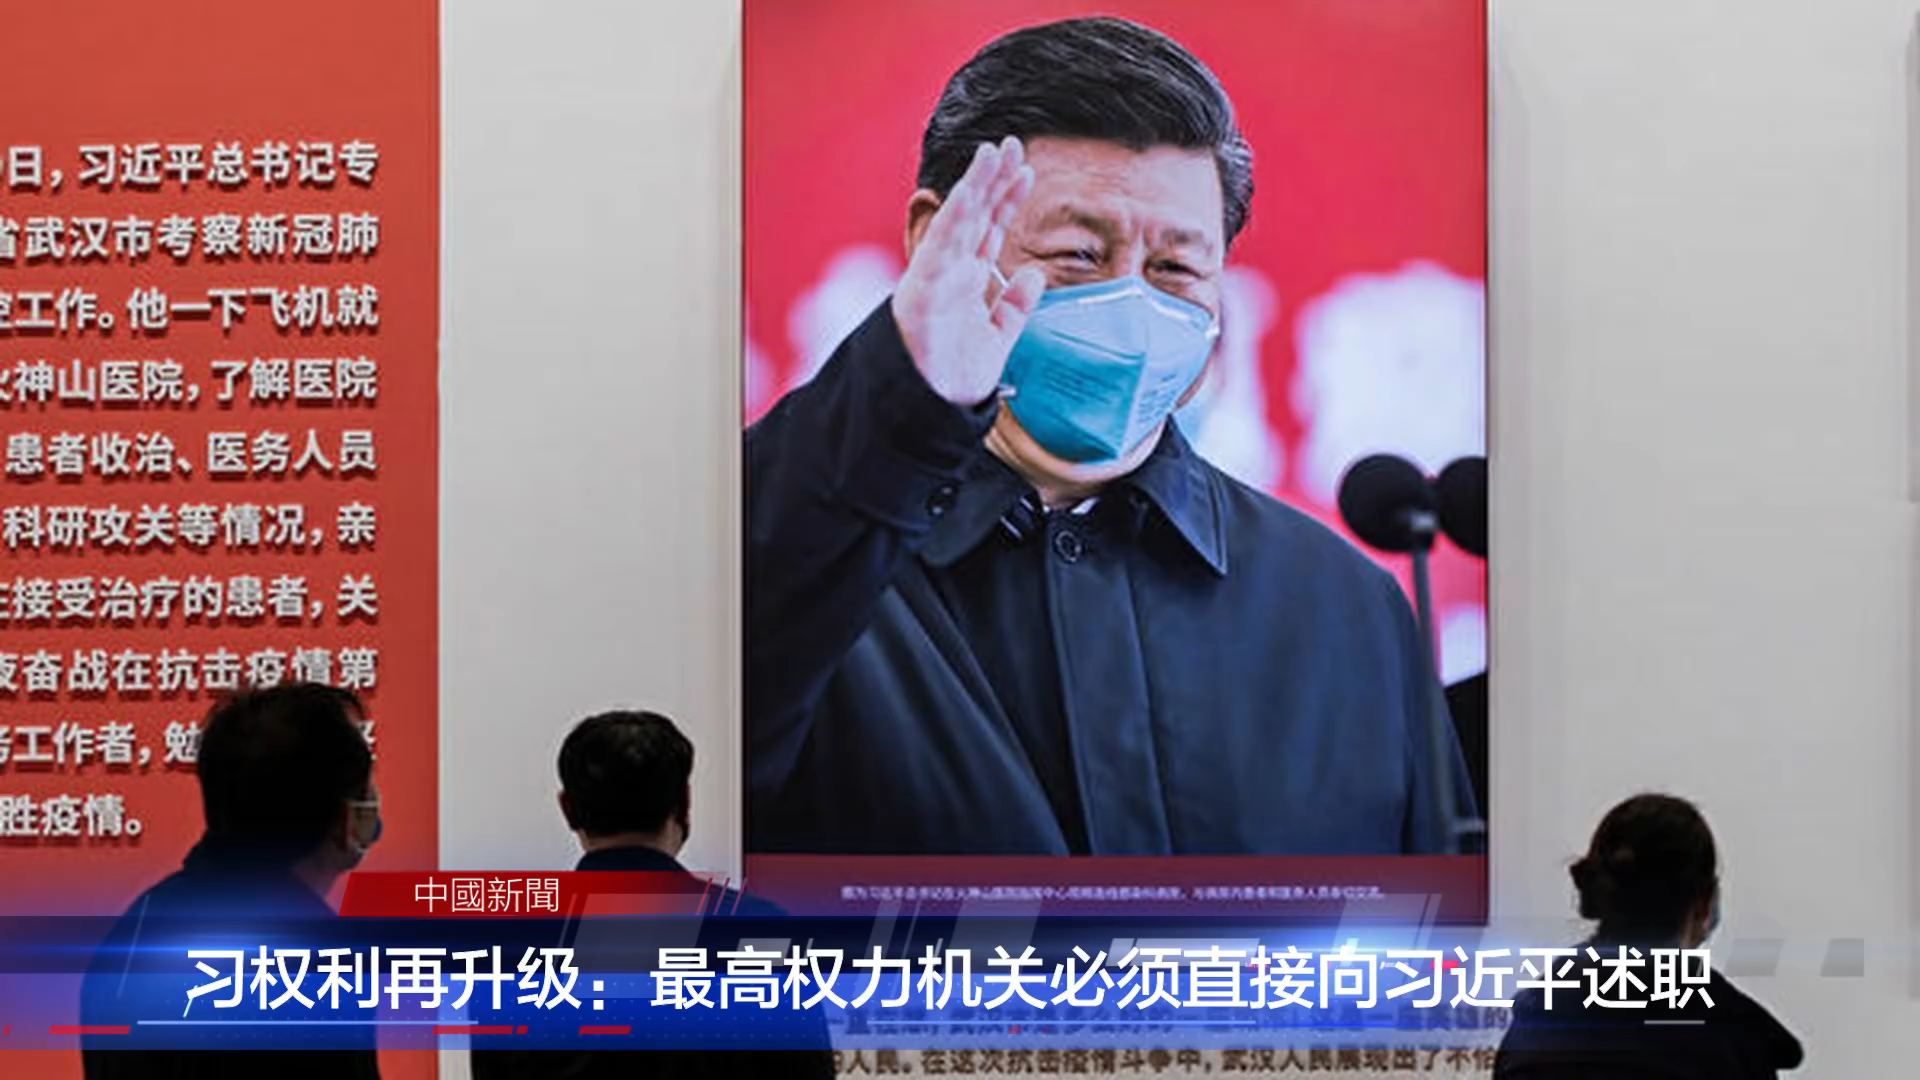 日，习近平总书记专
省武汉市考察新冠肺
控工作。他一下飞机就
火神山医院，了解医院
患者收治、医务人员
科研攻关等情况，亲
在接受治疗的患者，关
夜奋战在抗击疫情第
务工作者，勉
胜疫情。
中國新聞
习权利再升级：最高权力机关必须直接向习近平述职
的人民。在这次抗击疫情斗争中，武汉人民展现出了不怕